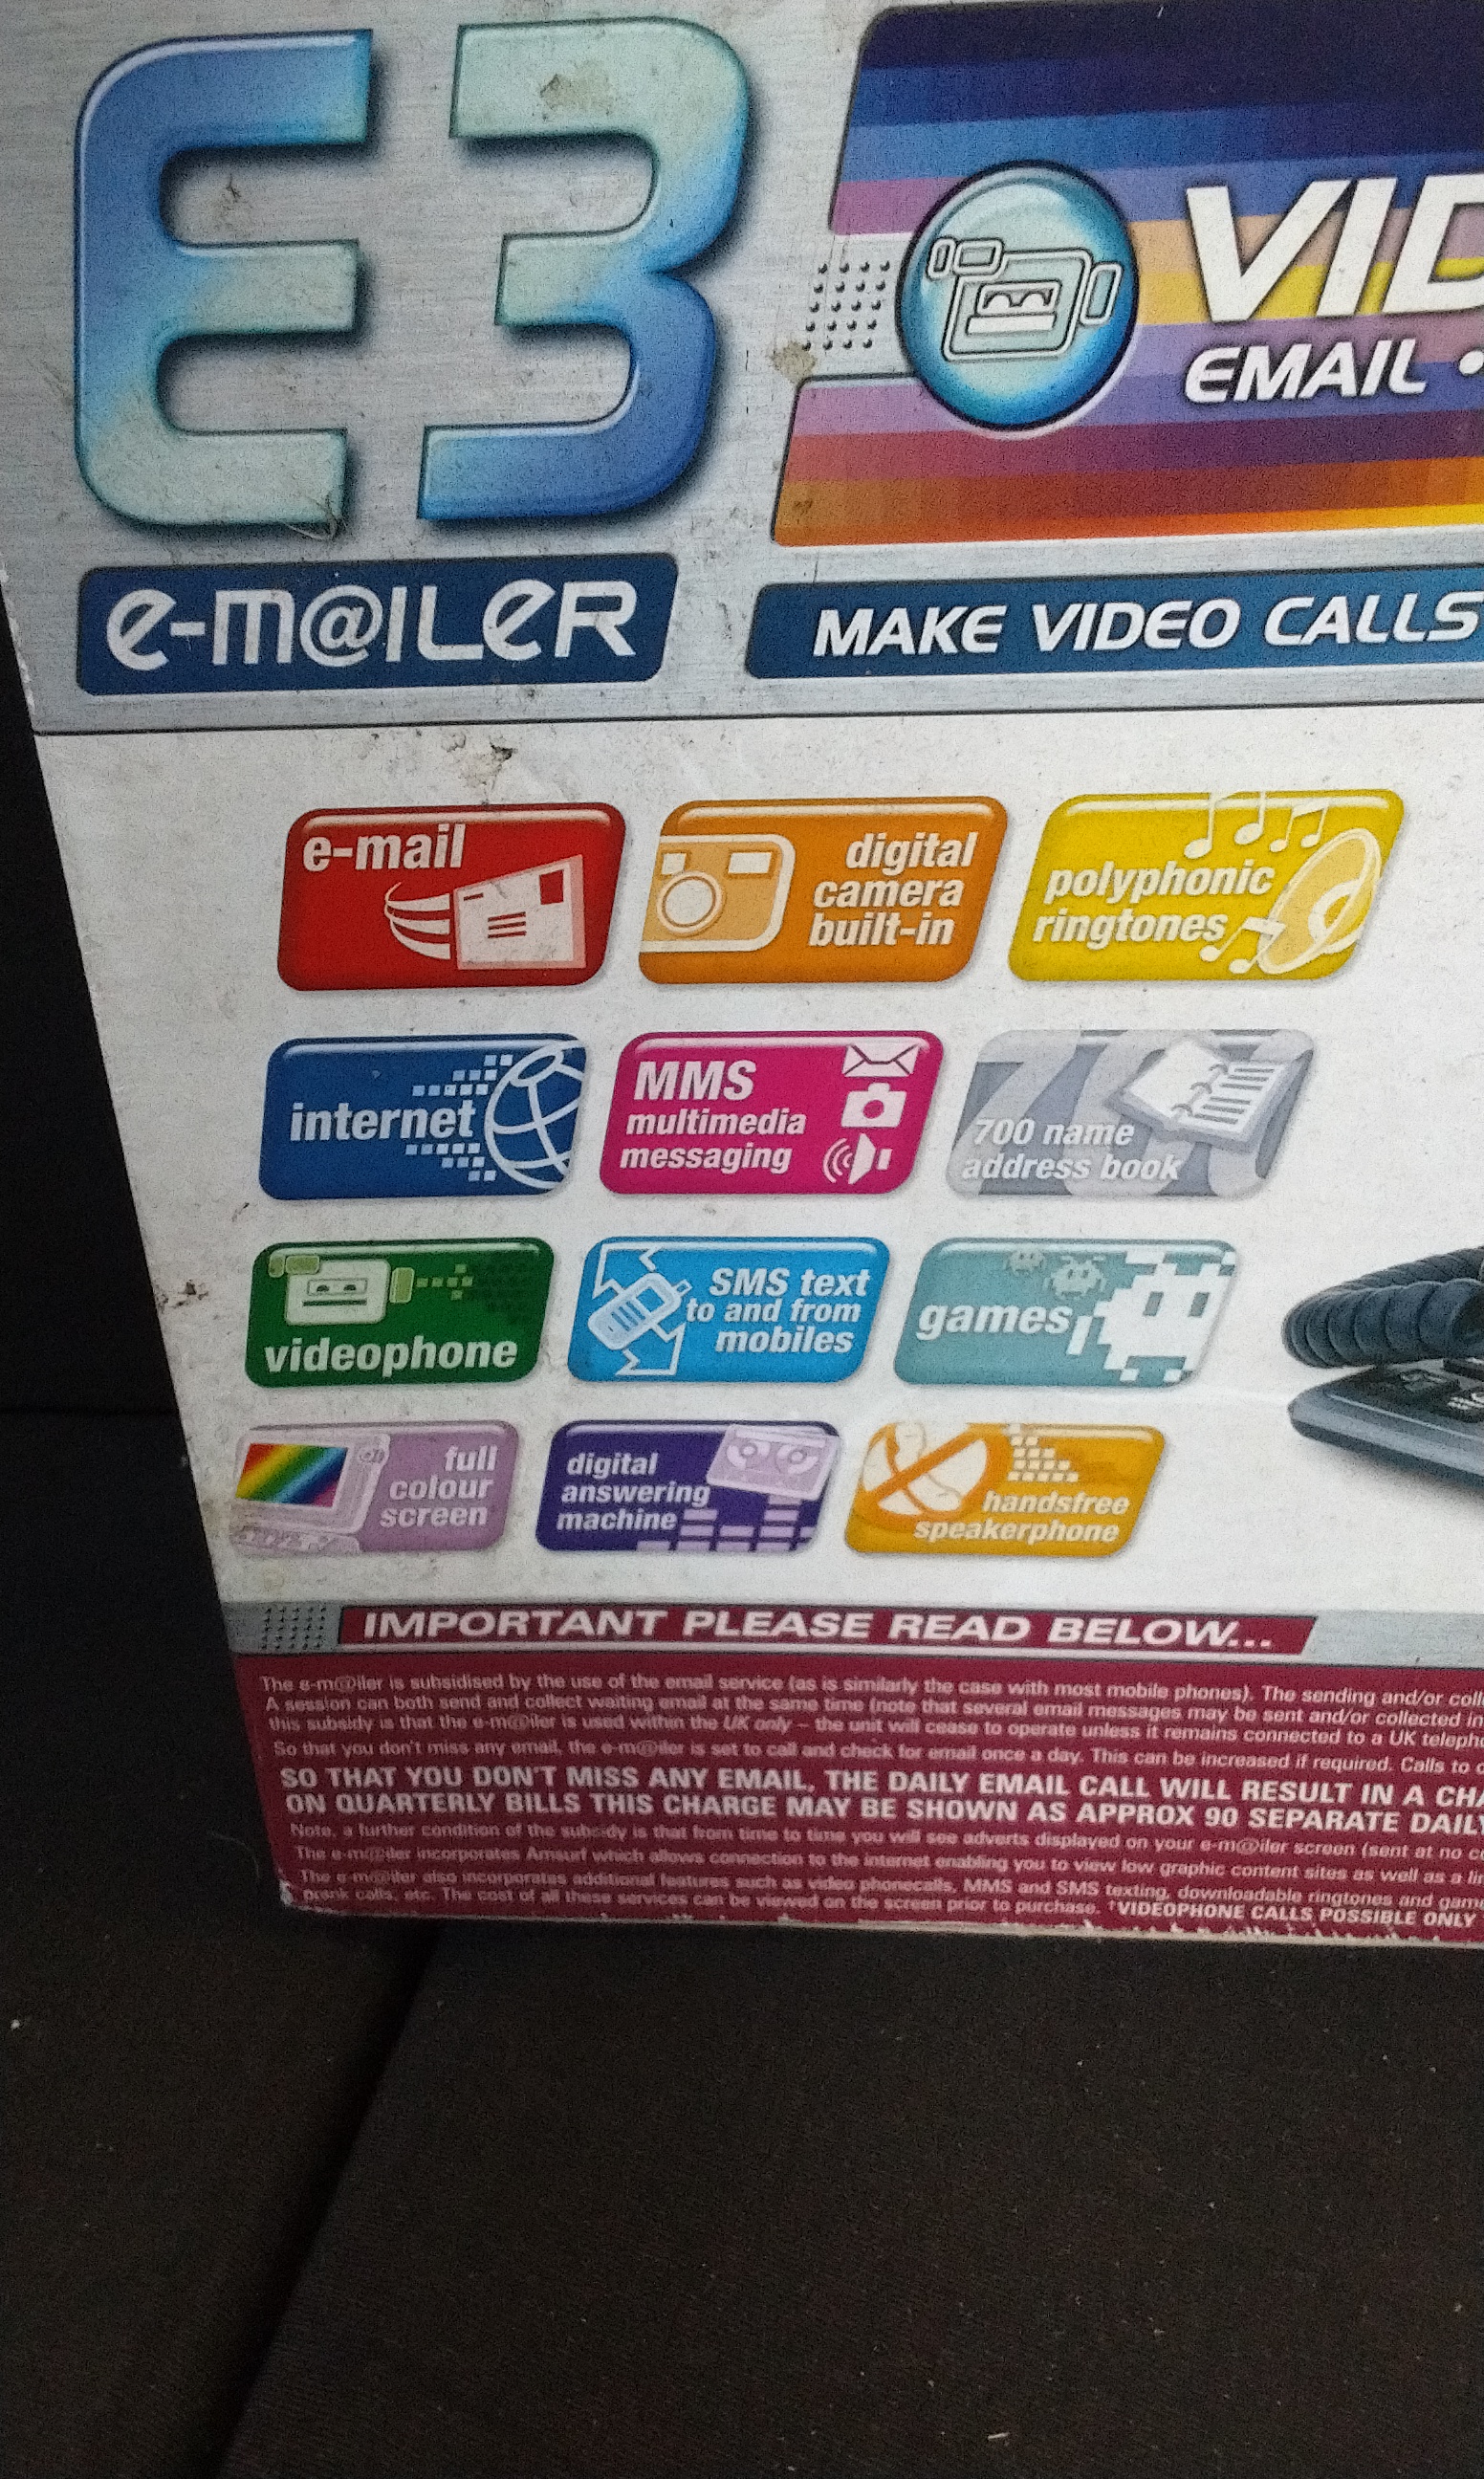 E3
VID
EMAIL •
e-m@ILeR
MAKE VIDEO CALLS
e-mail
digital
camera
built-in
polyphonic
ringtones
internet
MMS
multimedia
messaging
700 name
address book
videophone
SMS text
to and from
mobiles
games
full
colour
screen
digital
answering
machine
handsfree
speakerphone
IMPORTANT PLEASE READ BELOW...
The e-m@iler is subsidised by the use of the email service (as is similarly the case with most mobile phones). The sending and/or coll
A session can both send and collect waiting email at the same time (note that several email messages may be sent and/or collected in
this subsidy is that the e-m@iler is used within the UK only – the unit will cease to operate unless it remains connected to a UK teleph
So that you don't miss any email, the e-m@iler is set to call and check for email once a day. This can be increased if required. Calls to
SO THAT YOU DON'T MISS ANY EMAIL, THE DAILY EMAIL CALL WILL RESULT IN A CHA
ON QUARTERLY BILLS THIS CHARGE MAY BE SHOWN AS APPROX 90 SEPARATE DAILY
Note, a further condition of the subsidy is that from time to time you will see adverts displayed on your e-m@iler screen (sent at no
The e-m@iler incorporates Amsurf which allows connection to the internet enabling you to view low graphic content sites as well as a
The e-m@iler also incorporates additional features such as video phonecalls, MMS and SMS texting, downloadable ringtones and gam
prank calls, etc. The cost of all these services can be viewed on the screen prior to purchase. †VIDEOPHONE CALLS POSSIBLE ONLY